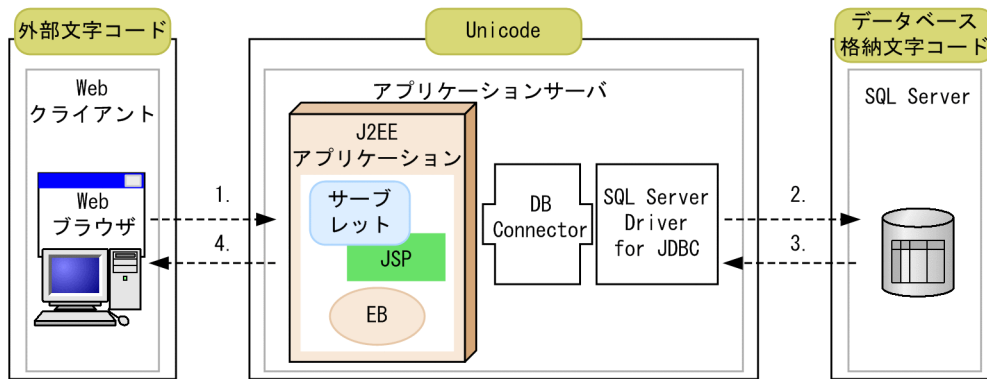 外部文字コード
Unicode
データベース
格納文字コード
Web
クライアント
Web
ブラウザ
1.
4.
アプリケーションサーバ
J2EE
アプリケーション
サーブ
レット
JSP
EB
DB
Connector
SQL Server
Driver
for JDBC
2.
3.
SQL Server